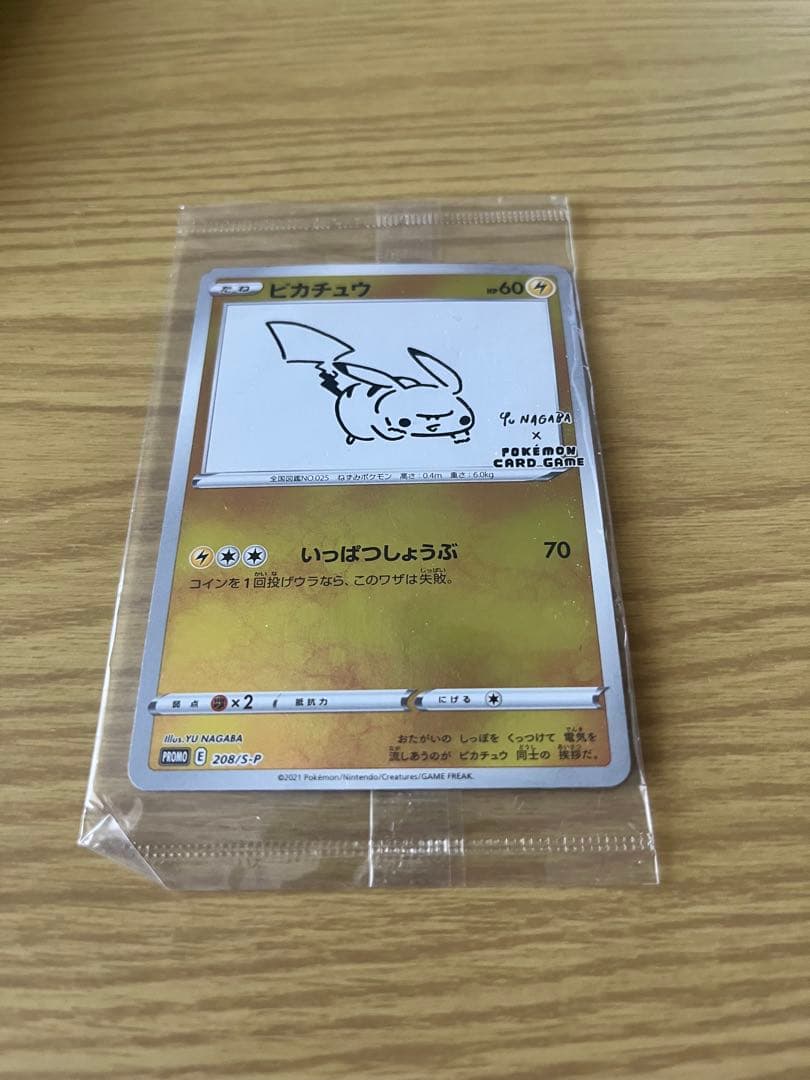 たね ピカチュウ HP60
YU NAGABA
×
POKÉMON
CARD GAME
全国図鑑NO.025 ねずみポケモン 高さ:0.4m 重さ:6.0kg
いっぱつしょうぶ 70
コインを1回投げウラなら、このワザは失敗。
弱点 ×2 抵抗力 にげる
Illus. YU NAGABA
PROMO E 208/S-P
おたがいの しっぽを くっつけて 電気を
流しあうのが ピカチュウ 同士の 挨拶だ。
©2021 Pokémon/Nintendo/Creatures/GAME FREAK.